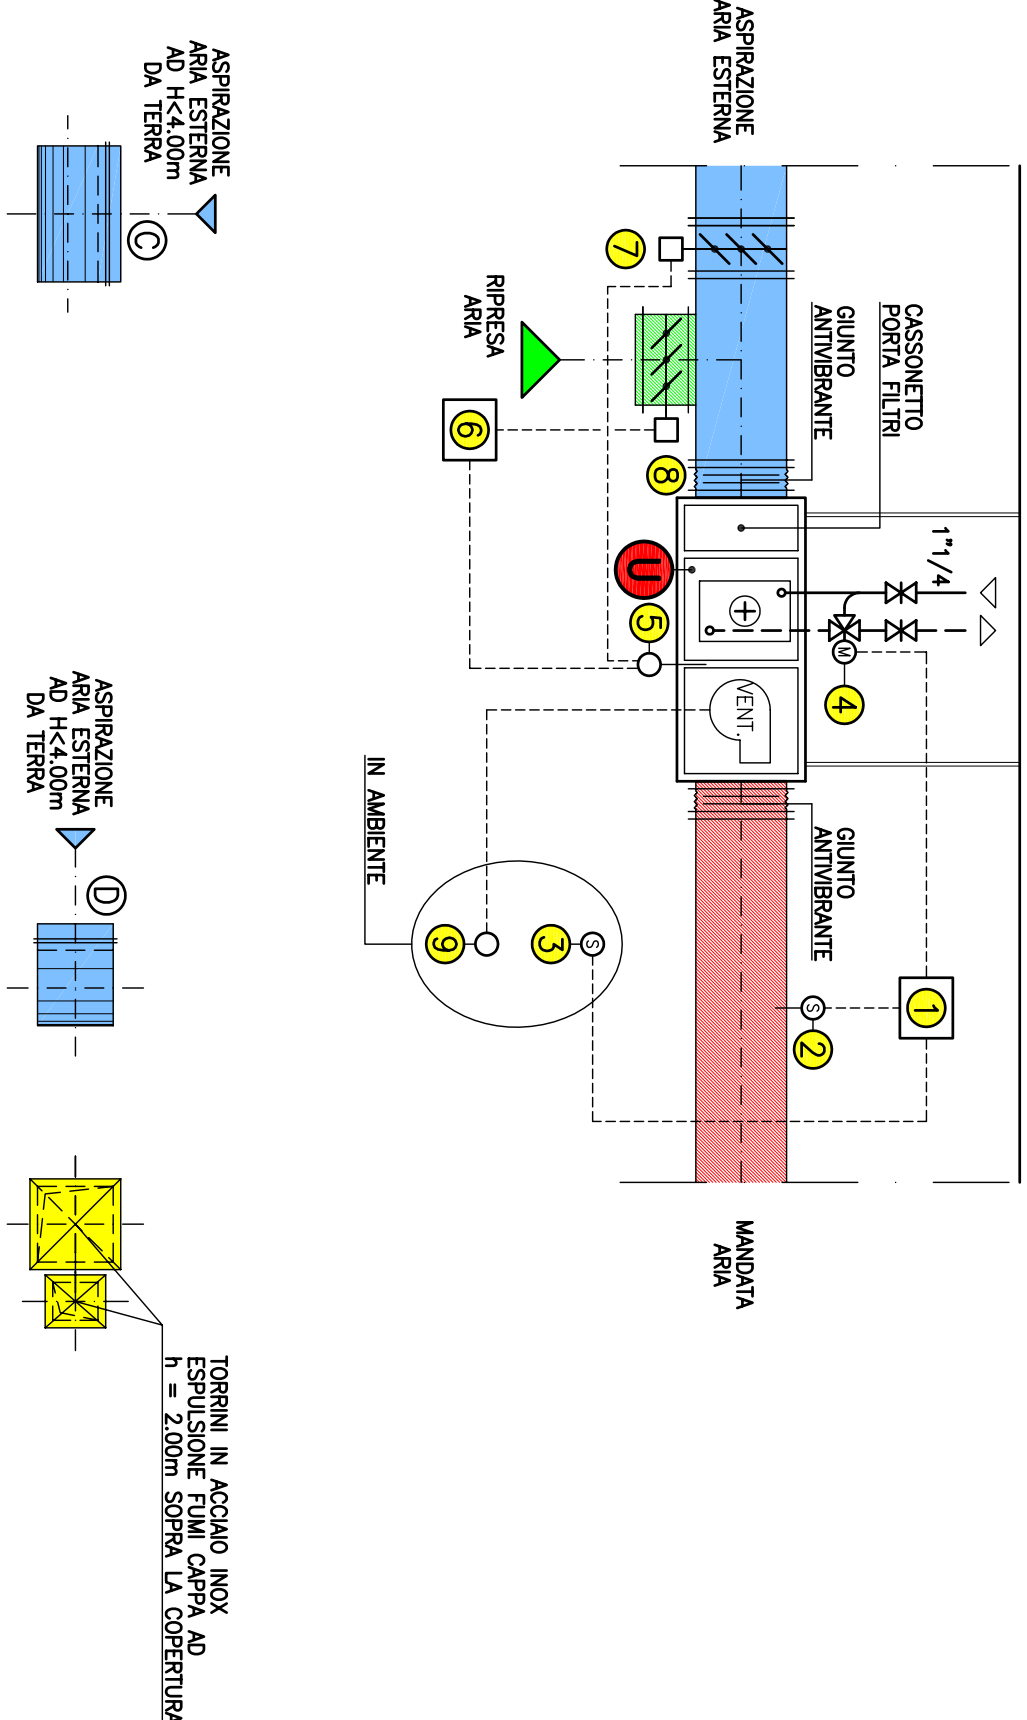 ASPIRAZIONE
ARIA ESTERNA
7
RIPRESA
ARIA
6
8
GIUNTO
ANTIVIBRANTE
CASSONETTO
PORTA FILTRI
1"1/4
U
5
M
4
VENT.
GIUNTO
ANTIVIBRANTE
IN AMBIENTE
9
3
S
S
2
1
MANDATA
ARIA
ASPIRAZIONE
ARIA ESTERNA
AD H<4.00m
DA TERRA
C
ASPIRAZIONE
ARIA ESTERNA
AD H<4.00m
DA TERRA
D
TORRINI IN ACCIAIO INOX
ESPULSIONE FUMI CAPPA AD
h = 2.00m SOPRA LA COPERTURA